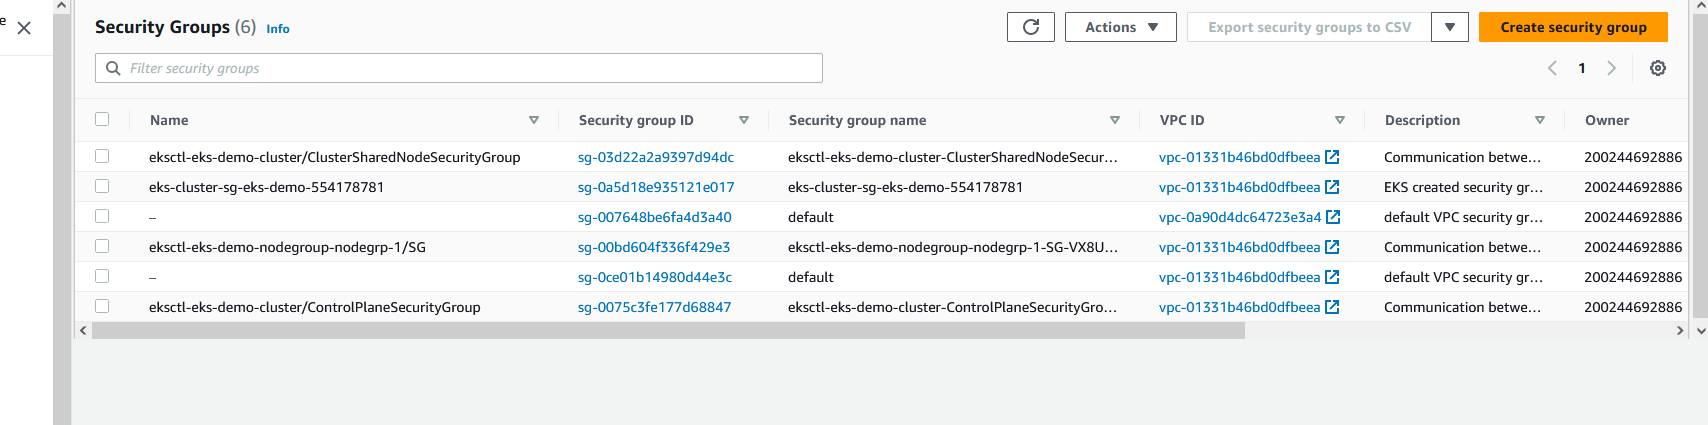 e
Security Groups (6) Info
Actions
Export security groups to CSV
Create security group
Filter security groups
1
Name Security group ID Security group name VPC ID Description Owner
eksctl-eks-demo-cluster/ClusterSharedNodeSecurityGroup sg-03d22a2a9397d94dc eksctl-eks-demo-cluster-ClusterSharedNodeSecur... vpc-01331b46bd0dfbeea Communication betwe... 200244692886
eks-cluster-sg-eks-demo-554178781 sg-0a5d18e935121e017 eks-cluster-sg-eks-demo-554178781 vpc-01331b46bd0dfbeea EKS created security gr... 200244692886
– sg-007648be6fa4d3a40 default vpc-0a90d4dc64723e3a4 default VPC security gr... 200244692886
eksctl-eks-demo-nodegroup-nodegrp-1/SG sg-00bd604f336f429e3 eksctl-eks-demo-nodegroup-nodegrp-1-SG-VX8U... vpc-01331b46bd0dfbeea Communication betwe... 200244692886
– sg-0ce01b14980d44e3c default vpc-01331b46bd0dfbeea default VPC security gr... 200244692886
eksctl-eks-demo-cluster/ControlPlaneSecurityGroup sg-0075c3fe177d68847 eksctl-eks-demo-cluster-ControlPlaneSecurityGro... vpc-01331b46bd0dfbeea Communication betwe... 200244692886